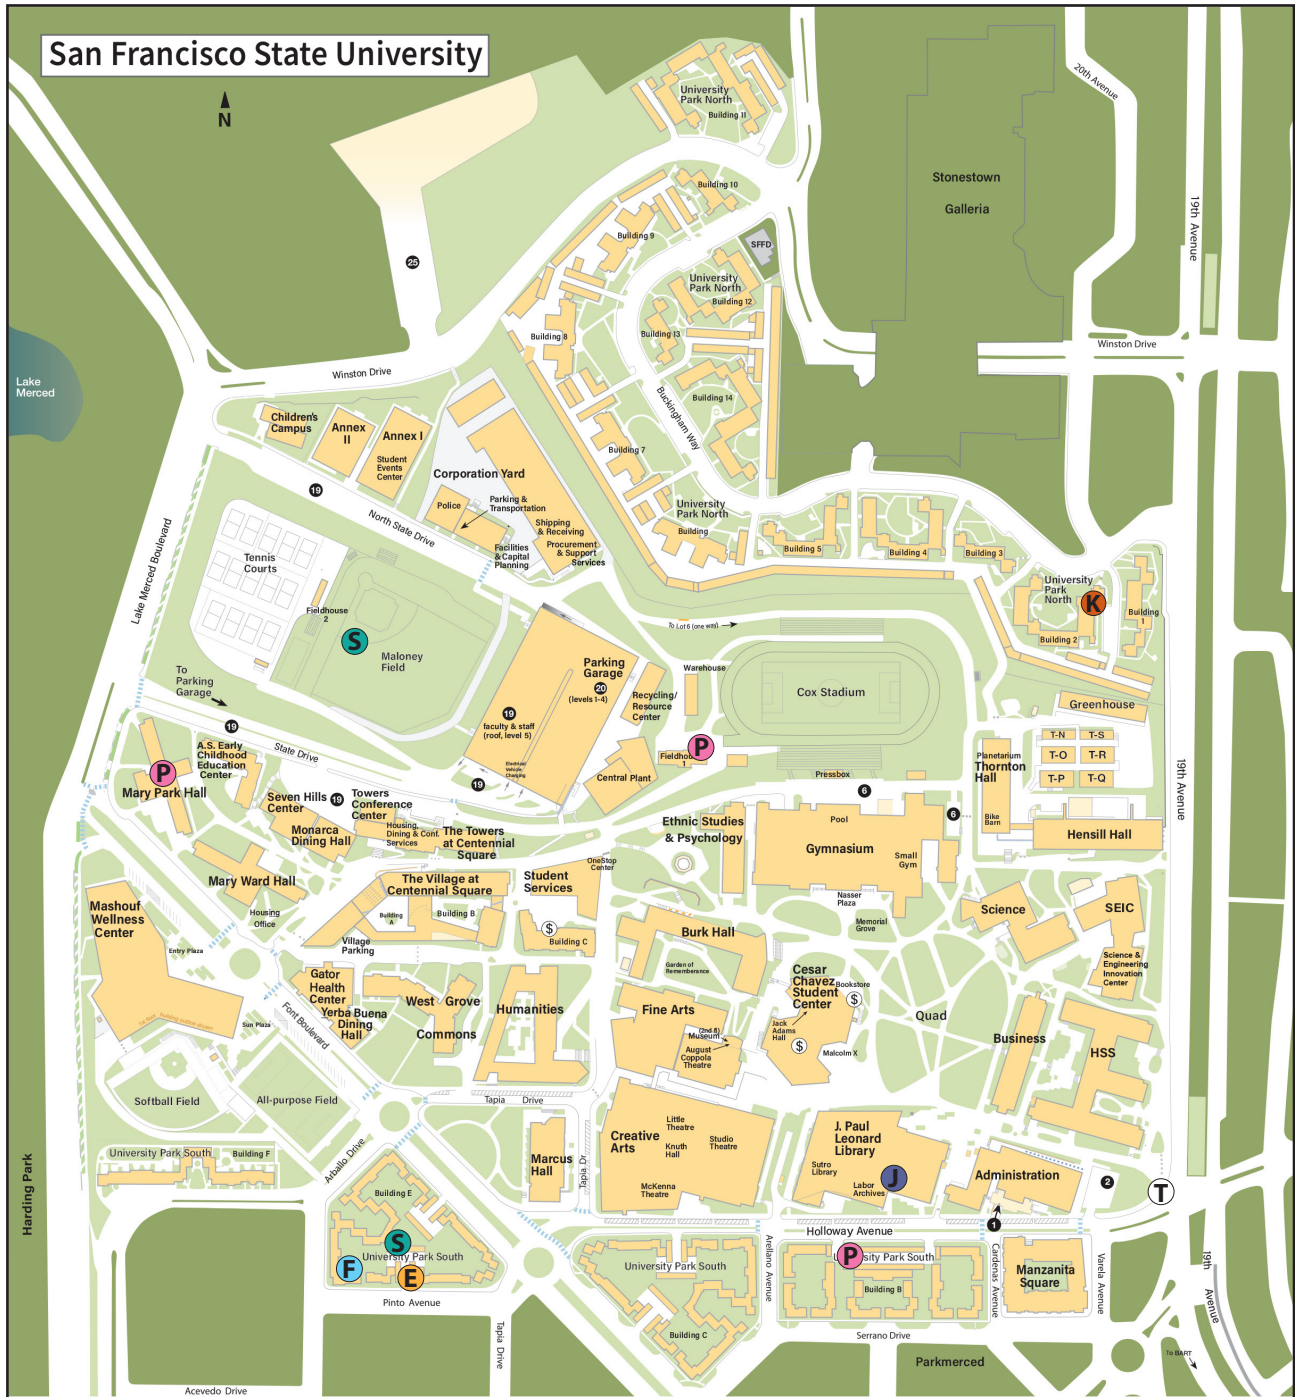 San Francisco State University
N
University
Park North
Building 11
20th Avenue
Stonestown
Galleria
19th Avenue
Building 10
Building 9
SFFD
25
University
Park North
Building 12
Building 13
Building 8
Winston Drive
Winston Drive
Lake
Merced
Building 14
Buckingham Way
Children's
Campus
Annex
II
Annex I
Student
Events
Center
Building 7
Corporation Yard
19
Police
Parking &
Transportation
North State Drive
University
Park North
Building
Shipping
& Receiving
Procurement
& Support
Services
Facilities
& Capital
Planning
Building 5
Building 4
Building 3
Lake Merced Boulevard
Tennis
Courts
Fieldhouse
2
S
Maloney
Field
University
Park
North
K
Building
1
Building 2
To Lot 6 (one way)
To
Parking
Garage
Parking
Garage
20
(levels 1-4)
Warehouse
Recycling/
Resource
Center
Cox Stadium
Greenhouse
19
faculty & staff
(roof, level 5)
19
State Drive
T-N
T-S
T-O
T-R
T-P
T-Q
Planetarium
Thornton
Hall
P
Fieldhouse
1
A.S. Early
Childhood
Education
Center
P
Mary Park Hall
Electrical
Vehicle
Charging
Central Plant
Pressbox
19
6
6
19th Avenue
Seven Hills
Center
19
Towers
Conference
Center
Monarca
Dining Hall
Housing,
Dining & Conf.
Services
The Towers
at Centennial
Square
Ethnic Studies
& Psychology
Pool
Gymnasium
Small
Gym
Bike
Barn
Hensill Hall
OneStop
Center
Mary Ward Hall
The Village at
Centennial Square
Student
Services
Nasser
Plaza
Mashouf
Wellness
Center
Housing
Office
Building
A
Building B
$
Building C
Memorial
Grove
Science
SEIC
Burk Hall
Entry Plaza
Village
Parking
Garden of
Rememberance
Science &
Engineering
Innovation
Center
Gator
Health
Center
Yerba Buena
Dining
Hall
West Grove
Commons
Humanities
Cesar
Chavez
Student
Center
Bookstore
$
Fine Arts
Jack
Adams
Hall
$
Malcolm X
Quad
Sun Plaza
Font Boulevard
(2nd fl)
Museum
August
Coppola
Theatre
Business
HSS
Softball Field
All-purpose Field
Tapia Drive
Little
Theatre
Creative
Arts
Knuth
Hall
Studio
Theatre
McKenna
Theatre
J. Paul
Leonard
Library
Sutro
Library
Labor
Archives
J
Administration
2
T
1
University Park South
Building F
Arballo Drive
Marcus
Hall
Tapia Dr.
Harding Park
Building E
S
University Park South
F
E
Pinto Avenue
Holloway Avenue
University Park South
Building C
Arellano Avenue
P
University Park South
Building B
Cardenas Avenue
Manzanita
Square
Varela Avenue
19th
Avenue
Serrano Drive
Parkmerced
To BART
Tapia Drive
Acevedo Drive